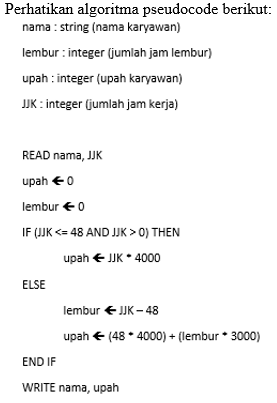 Perhatikan algoritma pseudocode berikut:
nama : string (nama karyawan)
lembur : integer (jumlah jam lembur)
upah : integer (upah karyawan)
JJK : integer (jumlah jam kerja)
READ nama, JJK
upah 🡸 0
lembur 🡸 0
IF (JJK <= 48 AND JJK > 0) THEN
upah 🡸 JJK * 4000
ELSE
lembur 🡸 JJK – 48
upah 🡸 (48 * 4000) + (lembur * 3000)
END IF
WRITE nama, upah